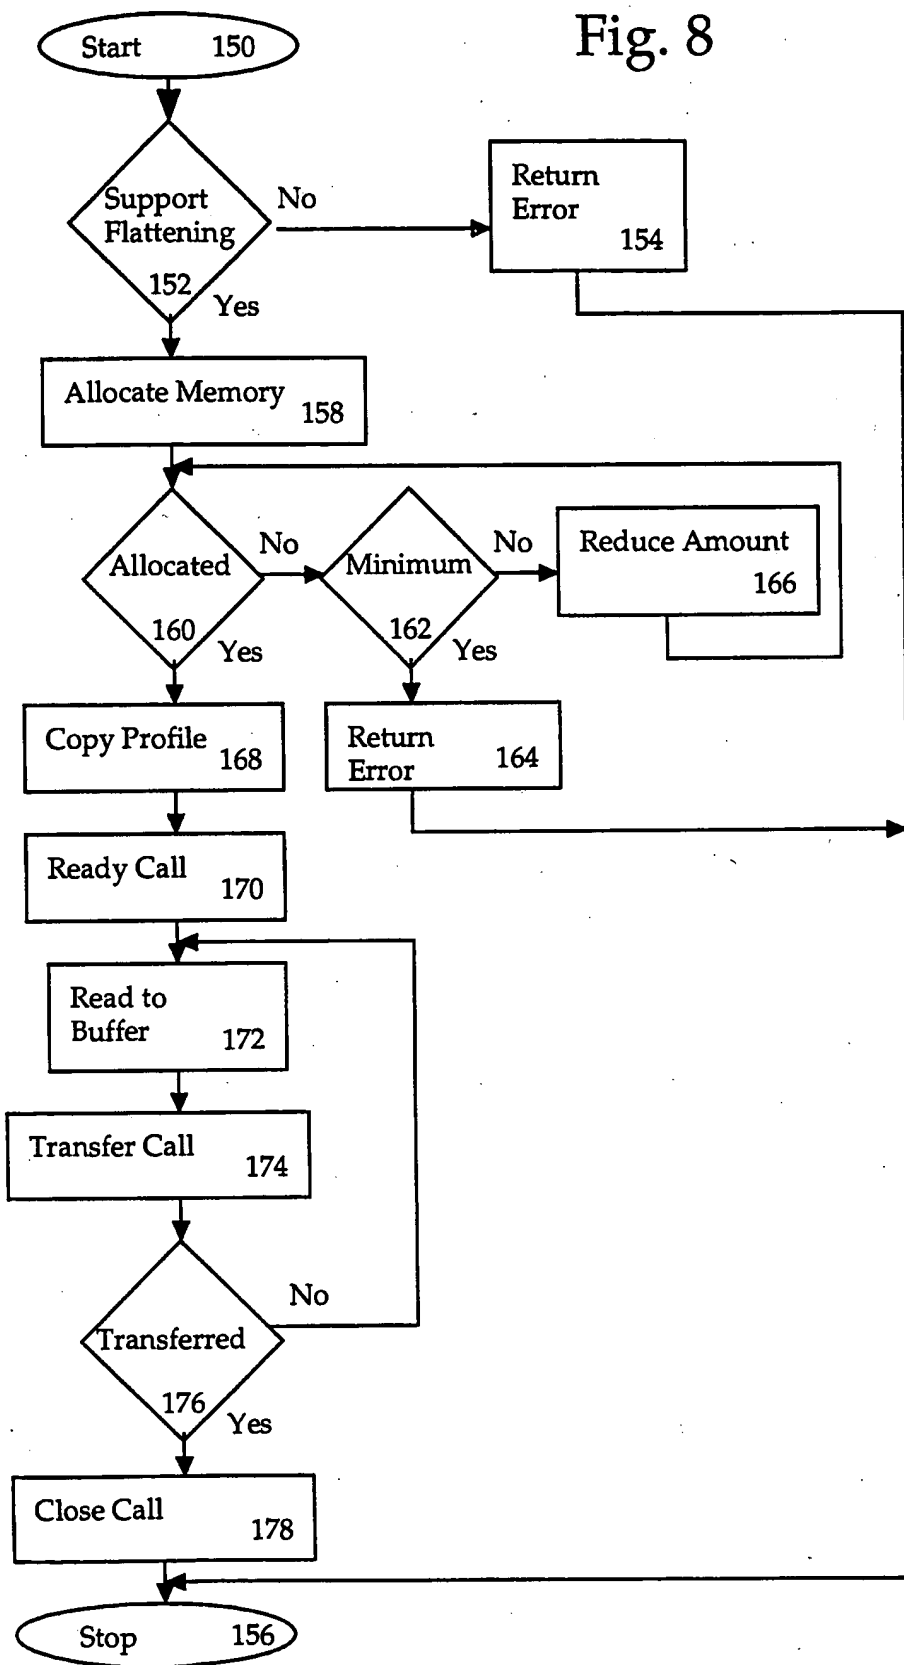 Fig. 8
Start 150
Support
Flattening
152
No
Yes
Return
Error
154
Allocate Memory
158
Allocated
160
No
Yes
Minimum
162
No
Yes
Reduce Amount
166
Copy Profile
168
Return
Error
164
Ready Call
170
Read to
Buffer
172
Transfer Call
174
Transferred
176
No
Yes
Close Call
178
Stop 156